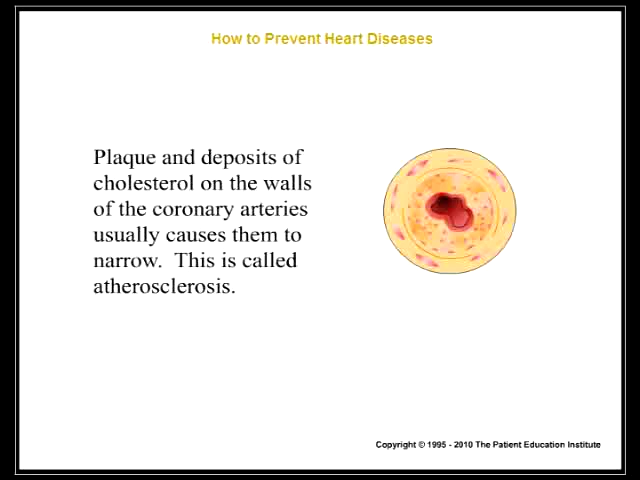 How to Prevent Heart Diseases
Plaque and deposits of
cholesterol on the walls
of the coronary arteries
usually causes them to
narrow.  This is called
atherosclerosis.
Copyright © 1995 - 2010 The Patient Education Institute